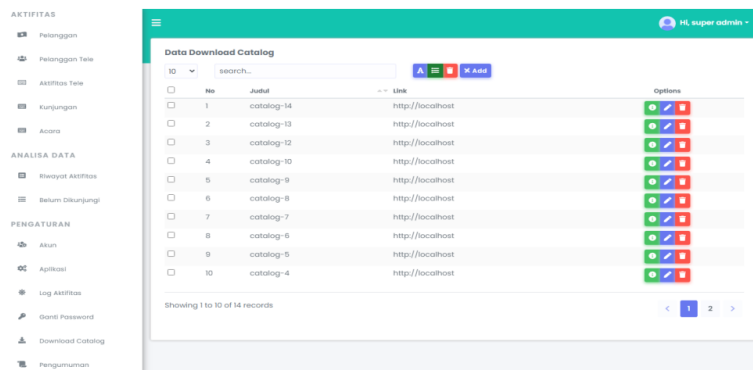 AKTIFITAS
Pelanggan
Pelanggan Tele
Aktifitas Tele
Kunjungan
Acara
ANALISA DATA
Riwayat Aktifitas
Belum Dikunjungi
PENGATURAN
Akun
Aplikasi
Log Aktifitas
Ganti Password
Download Catalog
Pengumuman
Hi, super admin
Data Download Catalog
10 search... A Add
No Judul Link Options
1 catalog-14 http://localhost
2 catalog-13 http://localhost
3 catalog-12 http://localhost
4 catalog-10 http://localhost
5 catalog-9 http://localhost
6 catalog-8 http://localhost
7 catalog-7 http://localhost
8 catalog-6 http://localhost
9 catalog-5 http://localhost
10 catalog-4 http://localhost
Showing 1 to 10 of 14 records
< 1 2 >